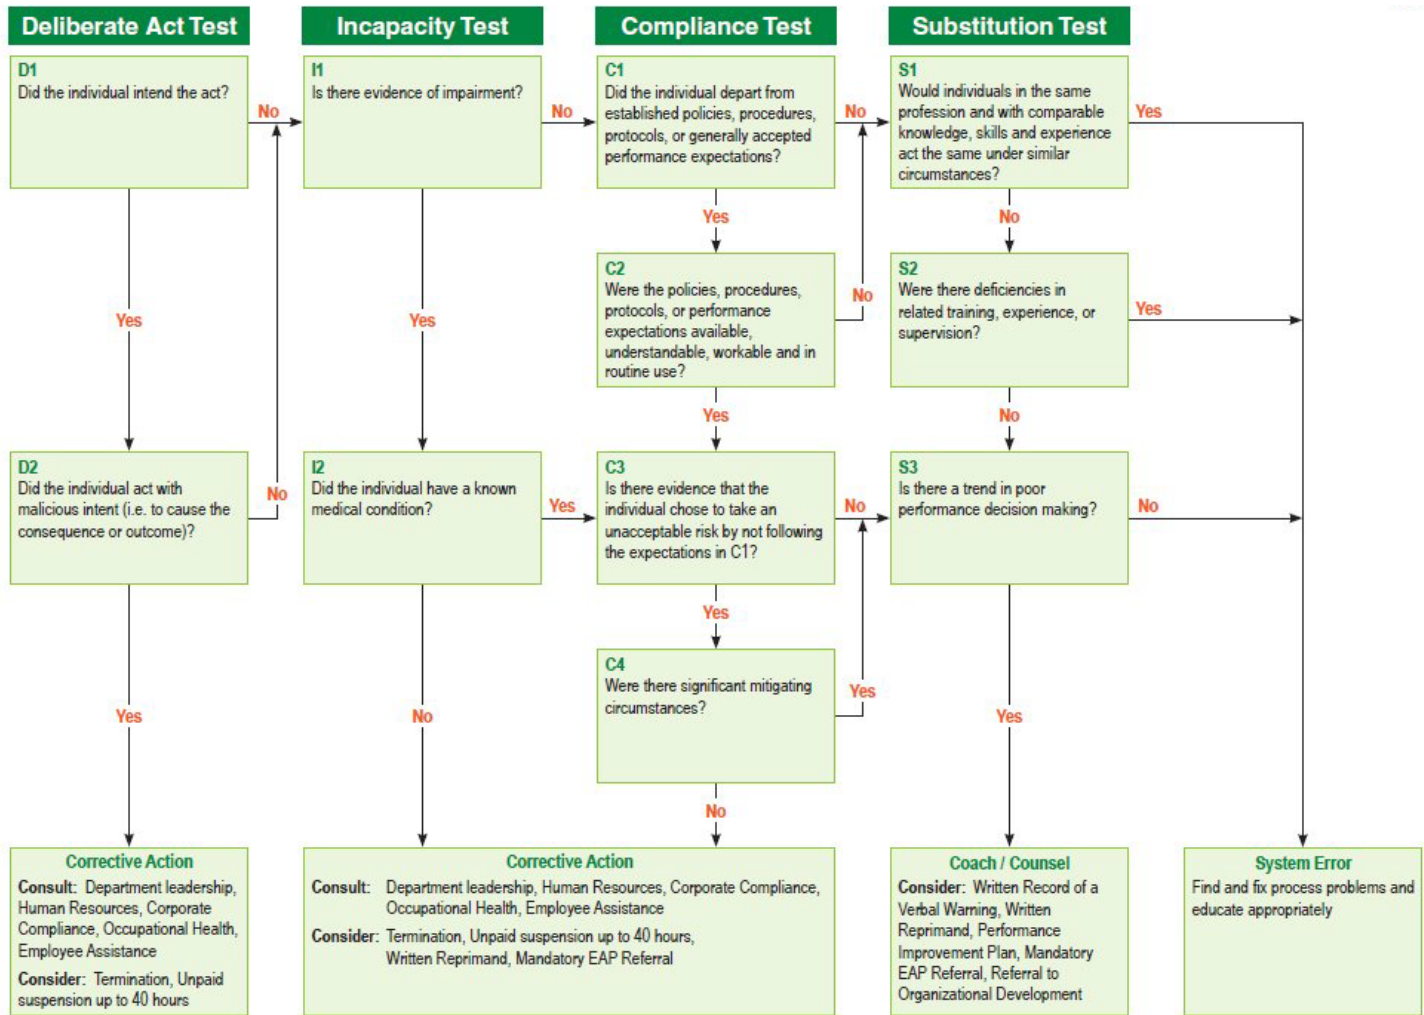 Deliberate Act Test
Incapacity Test
Compliance Test
Substitution Test
D1
Did the individual intend the act?
No
Yes
D2
Did the individual act with
malicious intent (i.e. to cause the
consequence or outcome)?
No
Yes
Corrective Action
Consult: Department leadership,
Human Resources, Corporate
Compliance, Occupational Health,
Employee Assistance
Consider: Termination, Unpaid
suspension up to 40 hours
I1
Is there evidence of impairment?
No
Yes
I2
Did the individual have a known
medical condition?
Yes
No
C1
Did the individual depart from
established policies, procedures,
protocols, or generally accepted
performance expectations?
No
Yes
C2
Were the policies, procedures,
protocols, or performance
expectations available,
understandable, workable and in
routine use?
No
Yes
C3
Is there evidence that the
individual chose to take an
unacceptable risk by not following
the expectations in C1?
No
Yes
C4
Were there significant mitigating
circumstances?
Yes
No
Corrective Action
Consult: Department leadership, Human Resources, Corporate Compliance,
Occupational Health, Employee Assistance
Consider: Termination, Unpaid suspension up to 40 hours,
Written Reprimand, Mandatory EAP Referral
S1
Would individuals in the same
profession and with comparable
knowledge, skills and experience
act the same under similar
circumstances?
Yes
No
S2
Were there deficiencies in
related training, experience, or
supervision?
Yes
No
S3
Is there a trend in poor
performance decision making?
No
Yes
Coach / Counsel
Consider: Written Record of a
Verbal Warning, Written
Reprimand, Performance
Improvement Plan, Mandatory
EAP Referral, Referral to
Organizational Development
System Error
Find and fix process problems and
educate appropriately